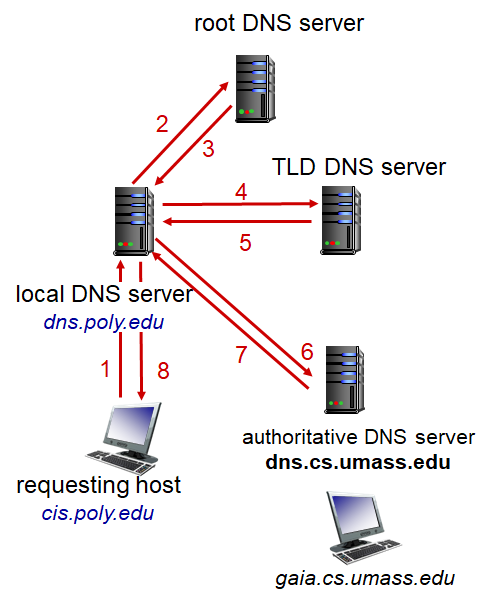 root DNS server
2
3
TLD DNS server
4
5
local DNS server
dns.poly.edu
6
7
1
8
authoritative DNS server
dns.cs.umass.edu
requesting host
cis.poly.edu
gaia.cs.umass.edu